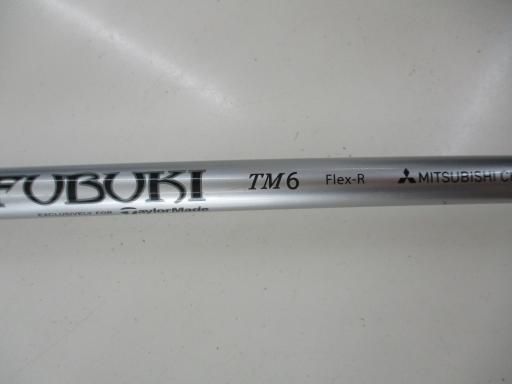 FUBUKI TM6 Flex-R MITSUBISHI C
EXCLUSIVELY FOR TaylorMade